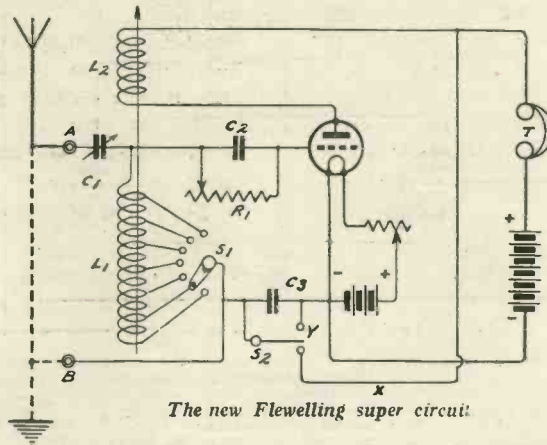 L2
A
C1
C2
R1
T
L1
S1
C3
S2
Y
B
X
- +
+
-
The new Flewelling super circuit